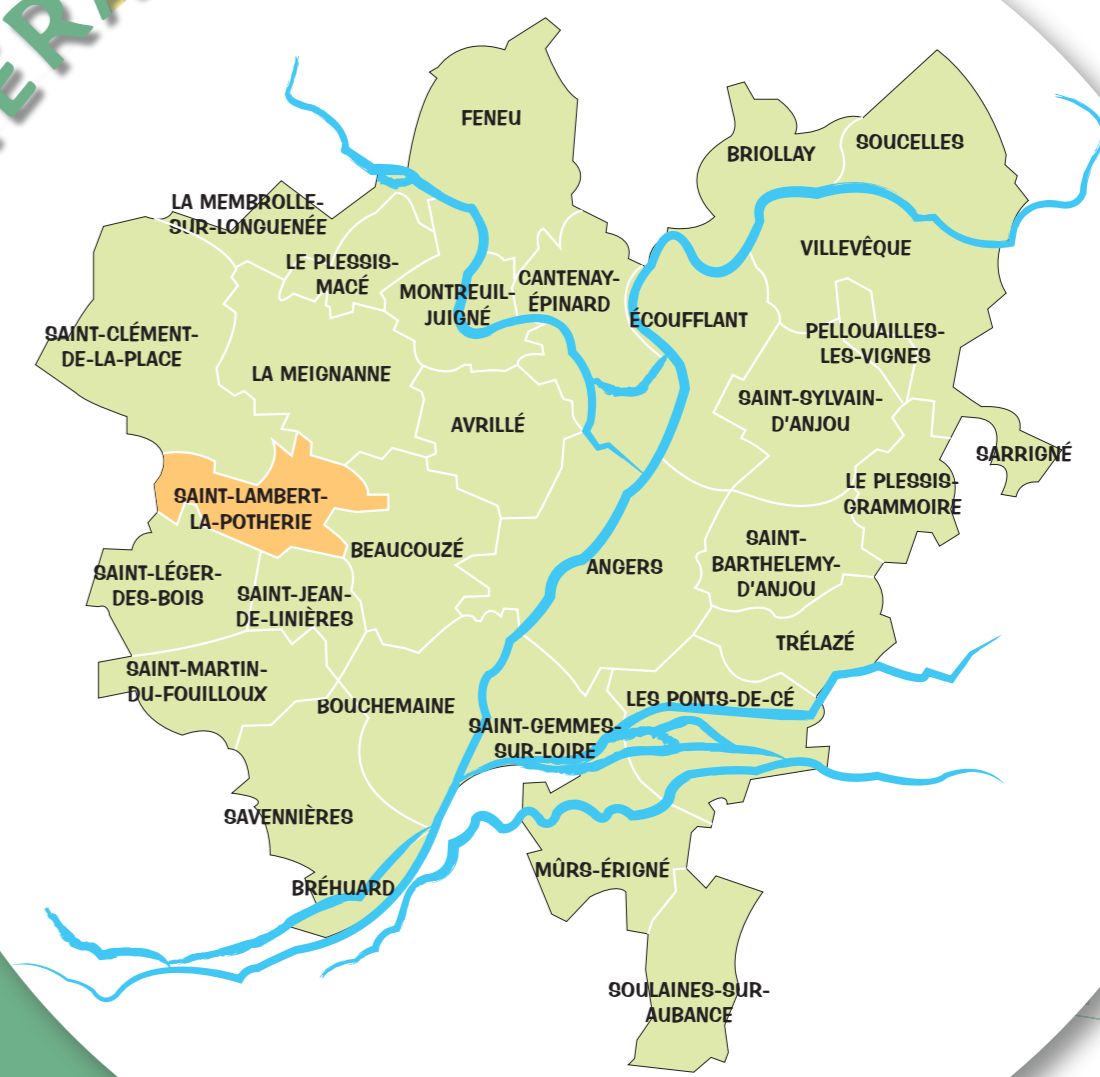 ÉRA
FENEU
BRIOLLAY
SOUCELLES
LA MEMBROLLE-
SUR-LONGUENÉE
VILLEVÊQUE
LE PLESSIS-
MACÉ
CANTENAY-
ÉPINARD
MONTREUIL-
JUIGNÉ
ÉCOUFFLANT
SAINT-CLÉMENT-
DE-LA-PLACE
PELLOUAILLES-
LES-VIGNES
LA MEIGNANNE
SAINT-SYLVAIN-
D'ANJOU
AVRILLÉ
SARRIGNÉ
LE PLESSIS-
GRAMMOIRE
SAINT-LAMBERT-
LA-POTHERIE
BEAUCOUZÉ
SAINT-
BARTHELEMY-
D'ANJOU
ANGERS
SAINT-LÉGER-
DES-BOIS
SAINT-JEAN-
DE-LINIÈRES
TRÉLAZÉ
SAINT-MARTIN-
DU-FOUILLOUX
LES PONTS-DE-CÉ
BOUCHEMAINE
SAINT-GEMMES-
SUR-LOIRE
SAVENNIÈRES
MÛRS-ÉRIGNÉ
BRÉHUARD
SOULAINES-SUR-
AUBANCE